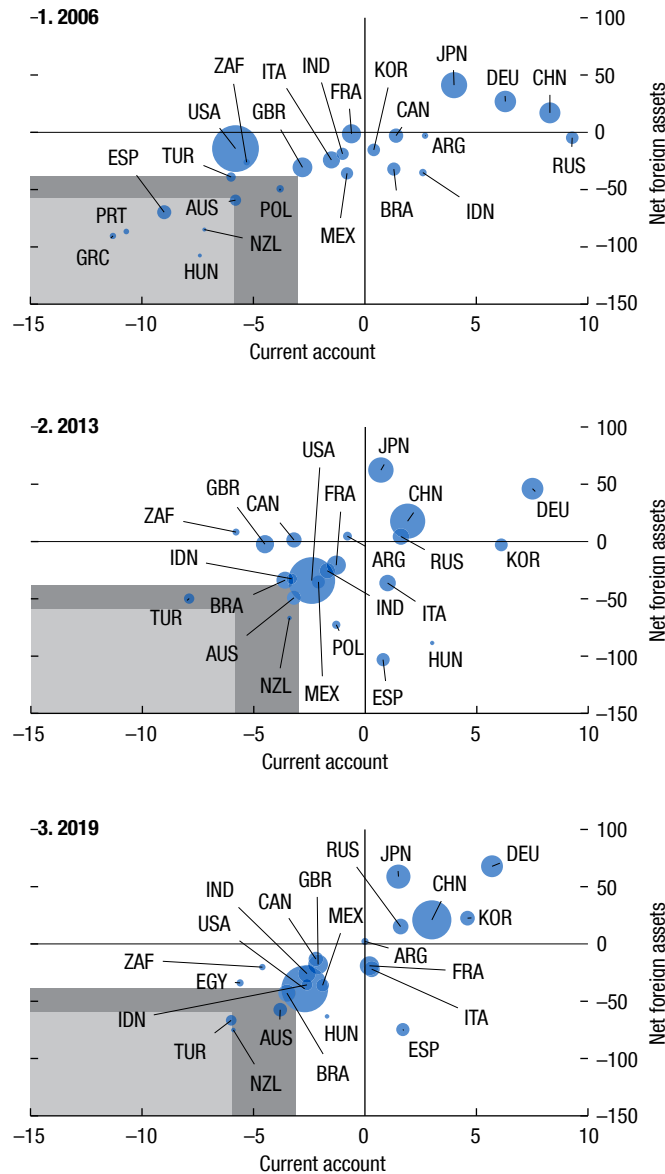 1. 2006
100
50
0
−50
−100
−150
Net foreign assets
ZAF
ITA
IND
FRA
KOR
JPN
DEU
CHN
USA
GBR
CAN
ARG
RUS
ESP
TUR
AUS
POL
MEX
BRA
IDN
PRT
GRC
NZL
HUN
−15
−10
−5
0
5
10
Current account
2. 2013
100
50
0
−50
−100
−150
Net foreign assets
USA
JPN
GBR
CAN
FRA
CHN
DEU
ZAF
IDN
ARG
RUS
KOR
BRA
IND
ITA
TUR
AUS
POL
HUN
NZL
MEX
ESP
−15
−10
−5
0
5
10
Current account
3. 2019
100
50
0
−50
−100
−150
Net foreign assets
RUS
JPN
DEU
IND
CAN
GBR
CHN
USA
MEX
KOR
ZAF
ARG
FRA
EGY
IDN
ITA
TUR
AUS
HUN
ESP
NZL
BRA
−15
−10
−5
0
5
10
Current account